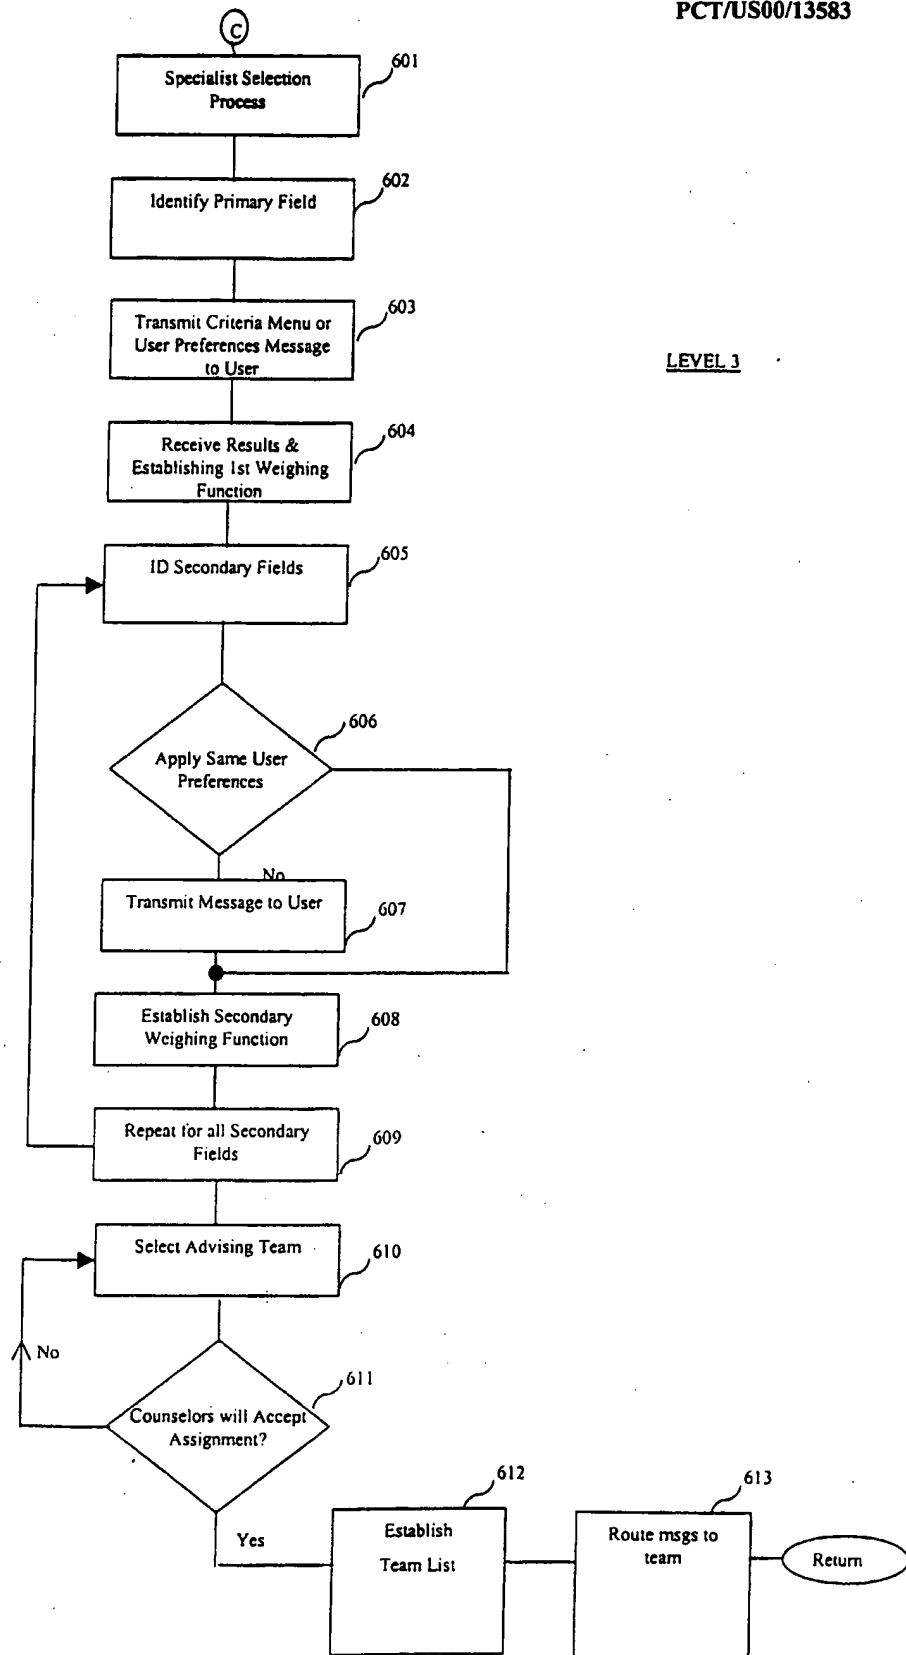 PCT/US00/13583
C
601
Specialist Selection
Process
602
Identify Primary Field
603
Transmit Criteria Menu or
User Preferences Message
to User
LEVEL 3
604
Receive Results &
Establishing 1st Weighing
Function
605
ID Secondary Fields
606
Apply Same User
Preferences
No
Transmit Message to User
607
Establish Secondary
Weighing Function
608
Repeat for all Secondary
Fields
609
Select Advising Team
610
No
611
Counselors will Accept
Assignment?
Yes
612
Establish
Team List
613
Route msgs to
team
Return